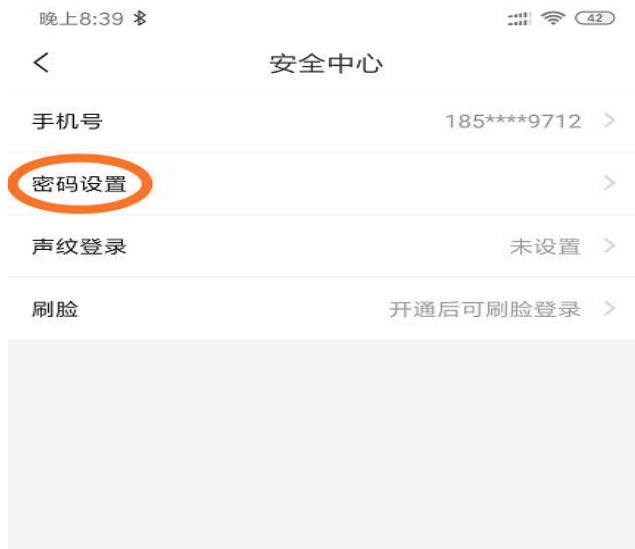 晚上8:39 42
安全中心
手机号 185****9712
密码设置
声纹登录 未设置
刷脸 开通后可刷脸登录